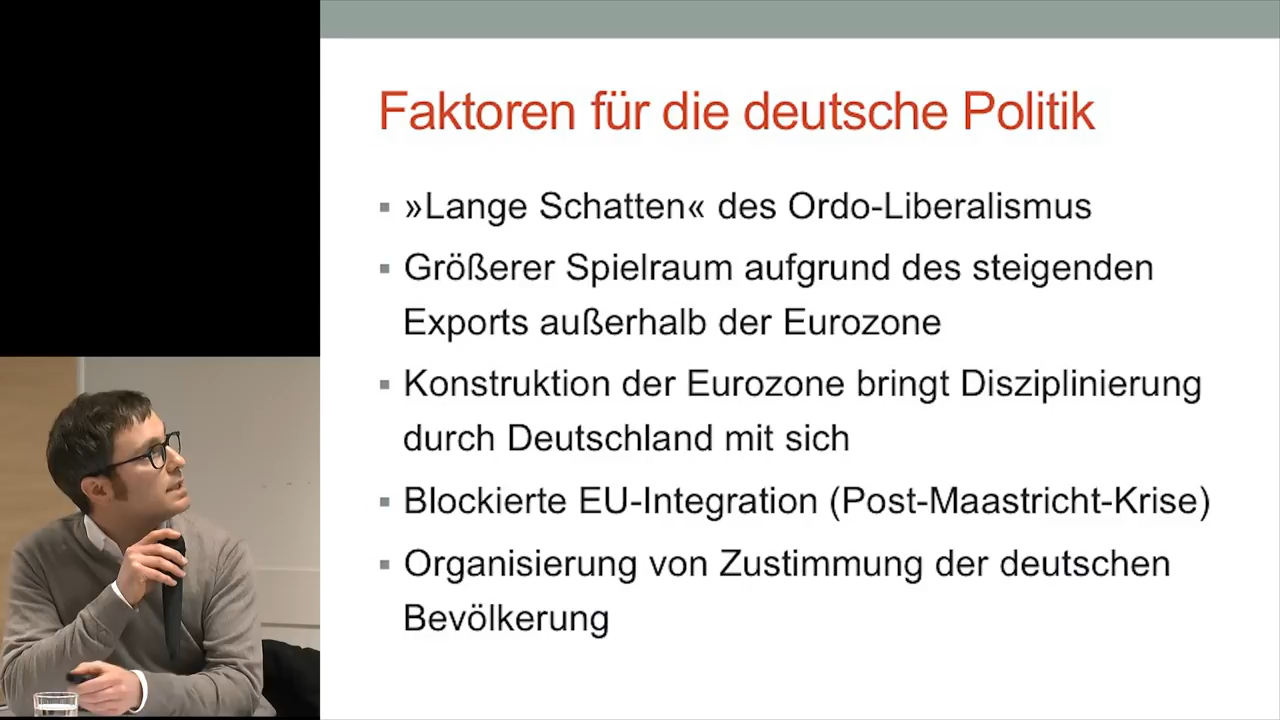 Faktoren für die deutsche Politik
▪ »Lange Schatten« des Ordo-Liberalismus
▪ Größerer Spielraum aufgrund des steigenden
Exports außerhalb der Eurozone
▪ Konstruktion der Eurozone bringt Disziplinierung
durch Deutschland mit sich
▪ Blockierte EU-Integration (Post-Maastricht-Krise)
▪ Organisierung von Zustimmung der deutschen
Bevölkerung